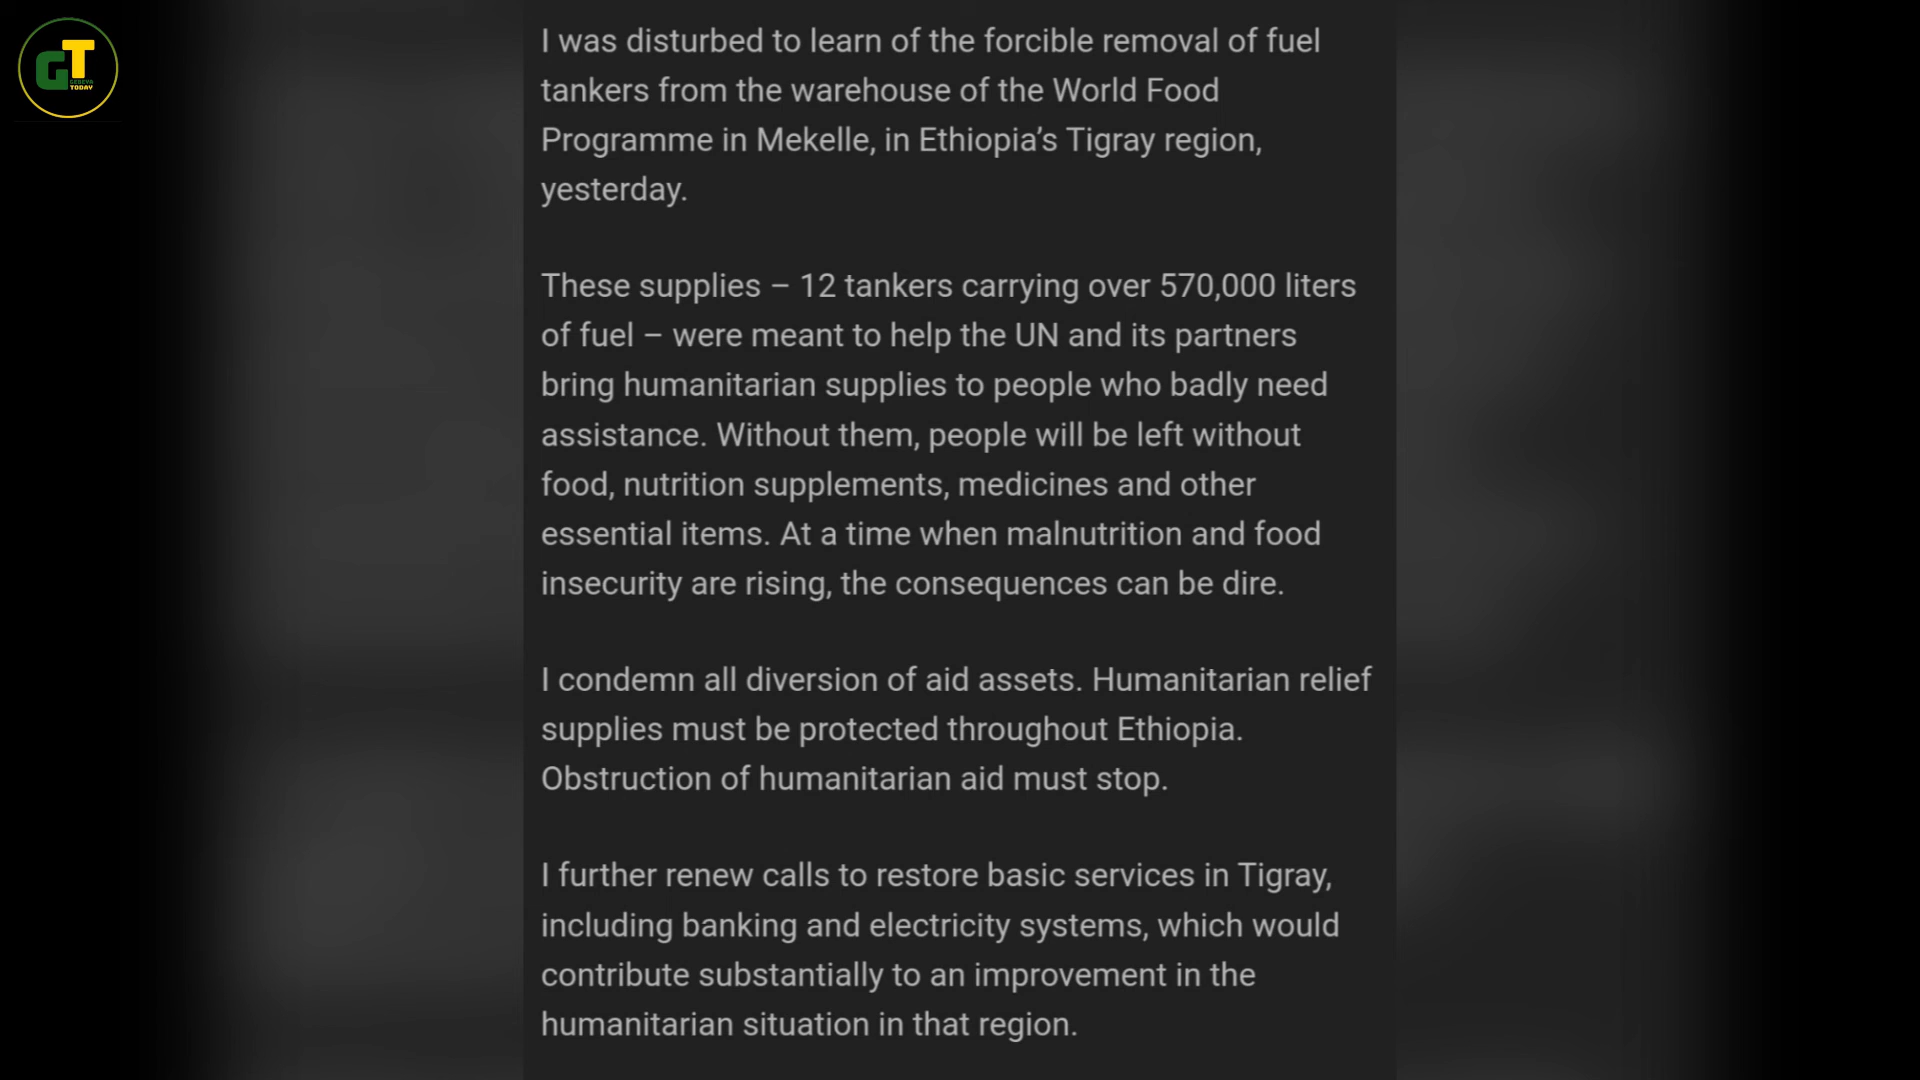 GT
TODAY
I was disturbed to learn of the forcible removal of fuel
tankers from the warehouse of the World Food
Programme in Mekelle, in Ethiopia’s Tigray region,
yesterday.
These supplies – 12 tankers carrying over 570,000 liters
of fuel – were meant to help the UN and its partners
bring humanitarian supplies to people who badly need
assistance. Without them, people will be left without
food, nutrition supplements, medicines and other
essential items. At a time when malnutrition and food
insecurity are rising, the consequences can be dire.
I condemn all diversion of aid assets. Humanitarian relief
supplies must be protected throughout Ethiopia.
Obstruction of humanitarian aid must stop.
I further renew calls to restore basic services in Tigray,
including banking and electricity systems, which would
contribute substantially to an improvement in the
humanitarian situation in that region.